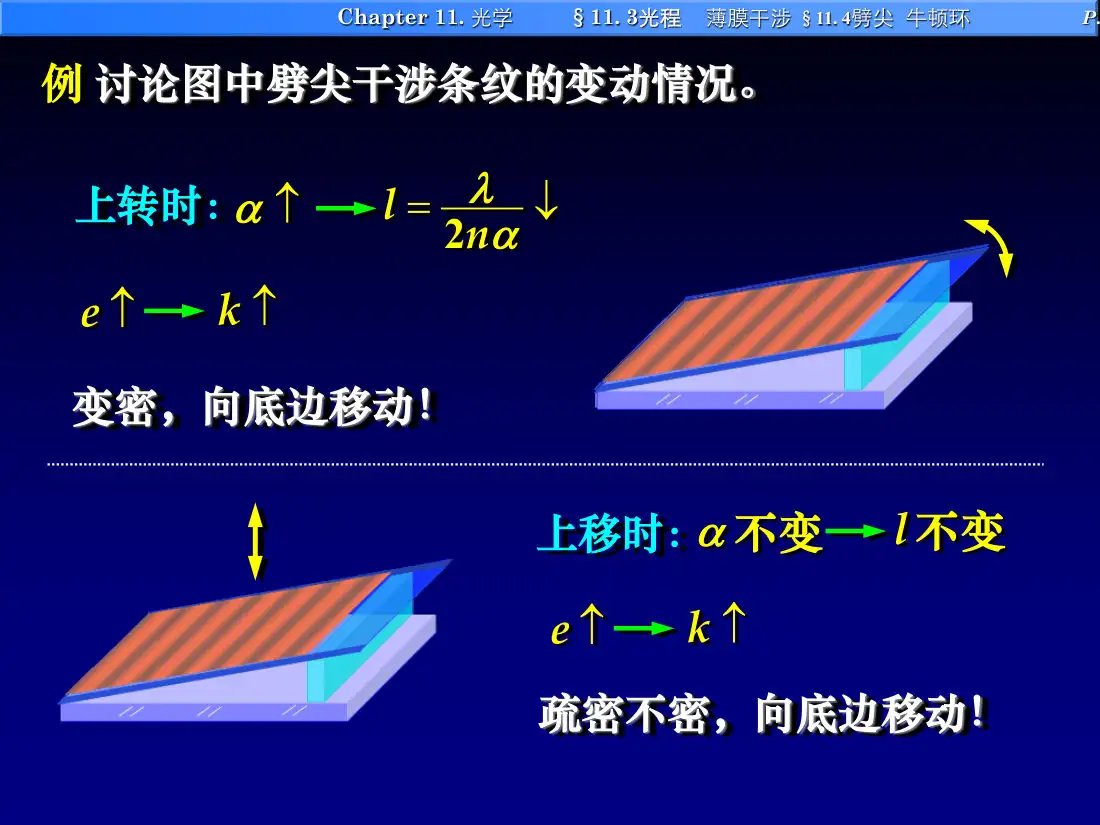 Chapter 11. 光学 §11. 3光程 薄膜干涉 §11. 4劈尖 牛顿环 P.
例 讨论图中劈尖干涉条纹的变动情况。
上转时：α↑ → l = λ / 2nα ↓
e↑ → k↑
变密，向底边移动！
上移时：α 不变 → l 不变
e↑ → k↑
疏密不密，向底边移动！